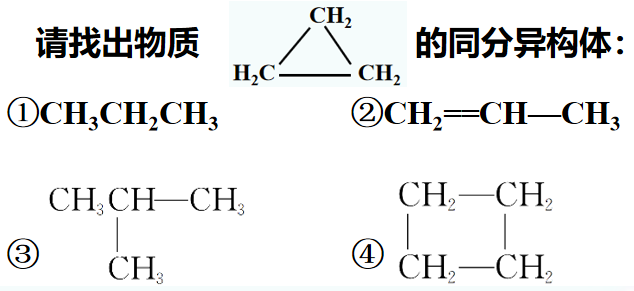 请找出物质 CH₂ H₂C CH₂ 的同分异构体：
①CH₃CH₂CH₃ ②CH₂==CH—CH₃
③ CH₃CH—CH₃
CH₃
④ CH₂—CH₂
CH₂—CH₂